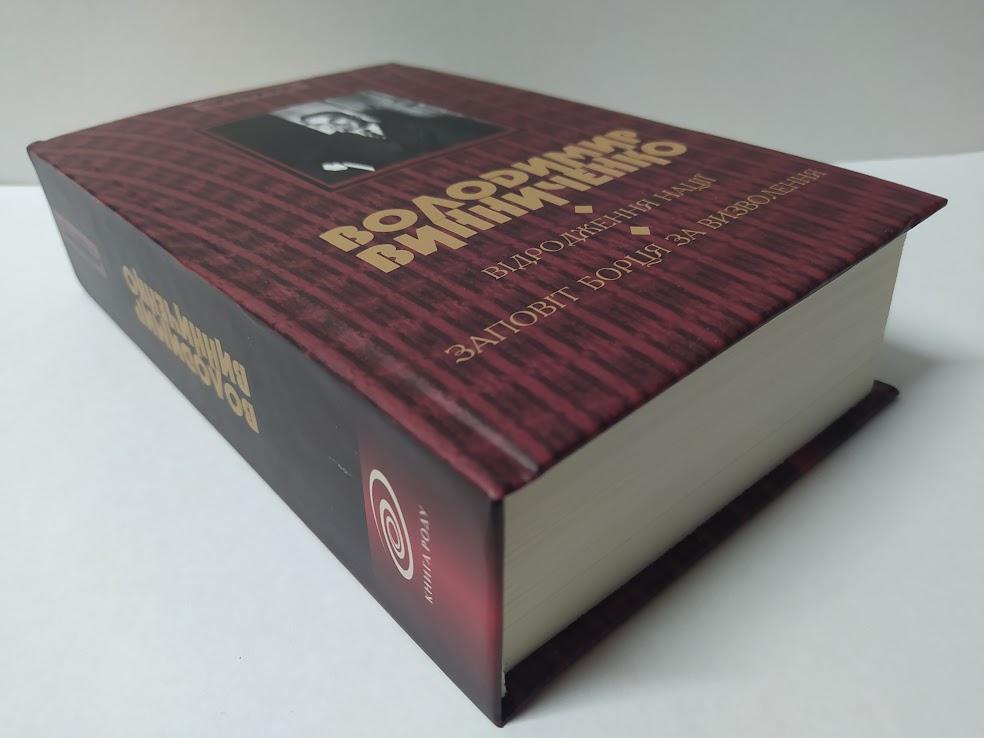 ВОЛОДИМИР
ВИННИЧЕНКО
ВІДРОДЖЕННЯ НАЦІЇ
ЗАПОВІТ БОРЦЯ ЗА ВИЗВОЛЕННЯ
ВОЛОДИМИР
ВИННИЧЕНКО
КНИГА РОДУ